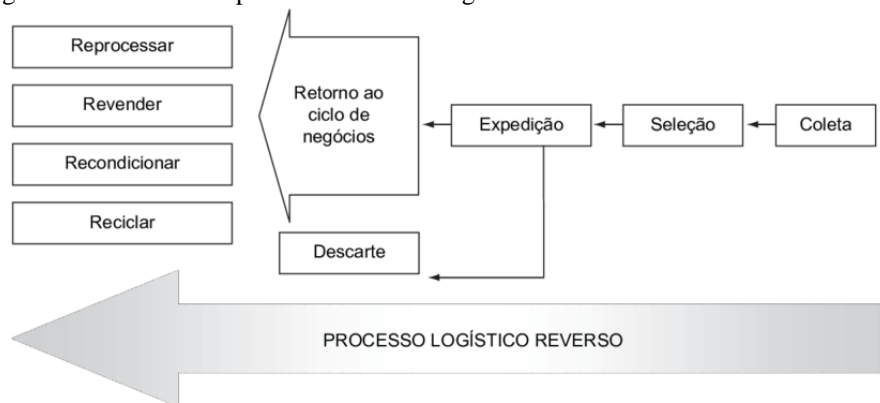 Reprocessar
Revender
Recondicionar
Reciclar
Retorno ao
ciclo de
negócios
Expedição
Seleção
Coleta
Descarte
PROCESSO LOGÍSTICO REVERSO